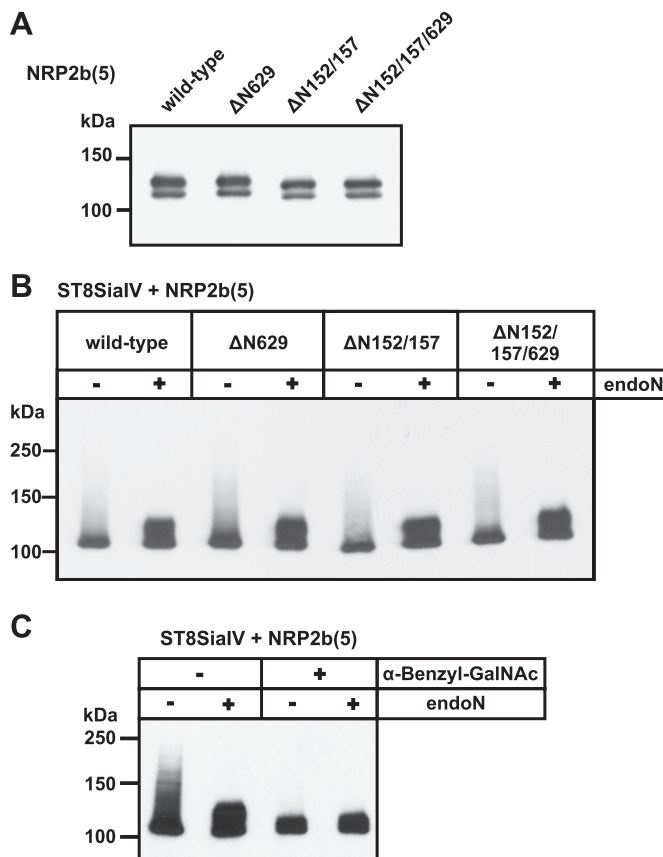 A
NRP2b(5)
wild-type
ΔN629
ΔN152/157
ΔN152/157/629
kDa
150
100
B
ST8SiaIV + NRP2b(5)
wild-type ΔN629 ΔN152/157 ΔN152/
157/629
- + - + - + - + endoN
kDa
250
150
100
C
ST8SiaIV + NRP2b(5)
- + α-Benzyl-GalNAc
- + - + endoN
kDa
250
150
100